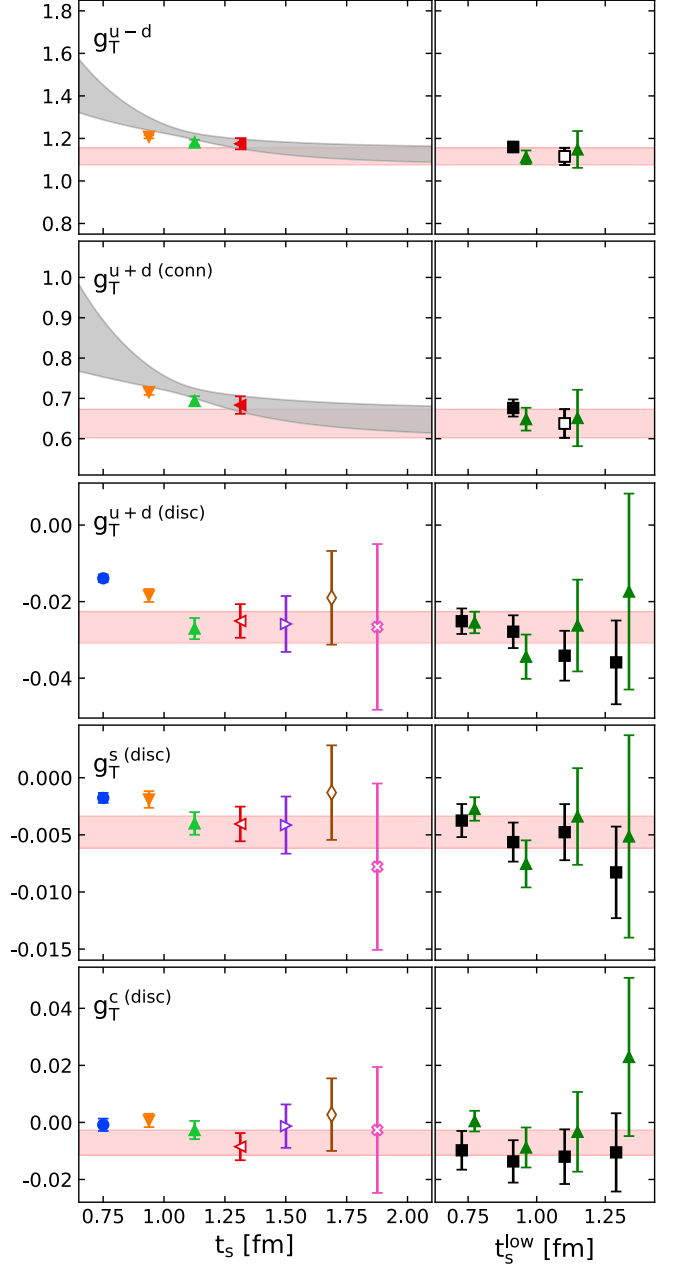 g_T^{u-d}
1.8
1.6
1.4
1.2
1.0
0.8
g_T^{u+d (conn)}
1.0
0.9
0.8
0.7
0.6
g_T^{u+d (disc)}
0.00
-0.02
-0.04
g_T^{s (disc)}
0.000
-0.005
-0.010
-0.015
g_T^{c (disc)}
0.04
0.02
0.00
-0.02
0.75 1.00 1.25 1.50 1.75 2.00
0.75 1.00 1.25
t_s [fm]
t_s^{low} [fm]